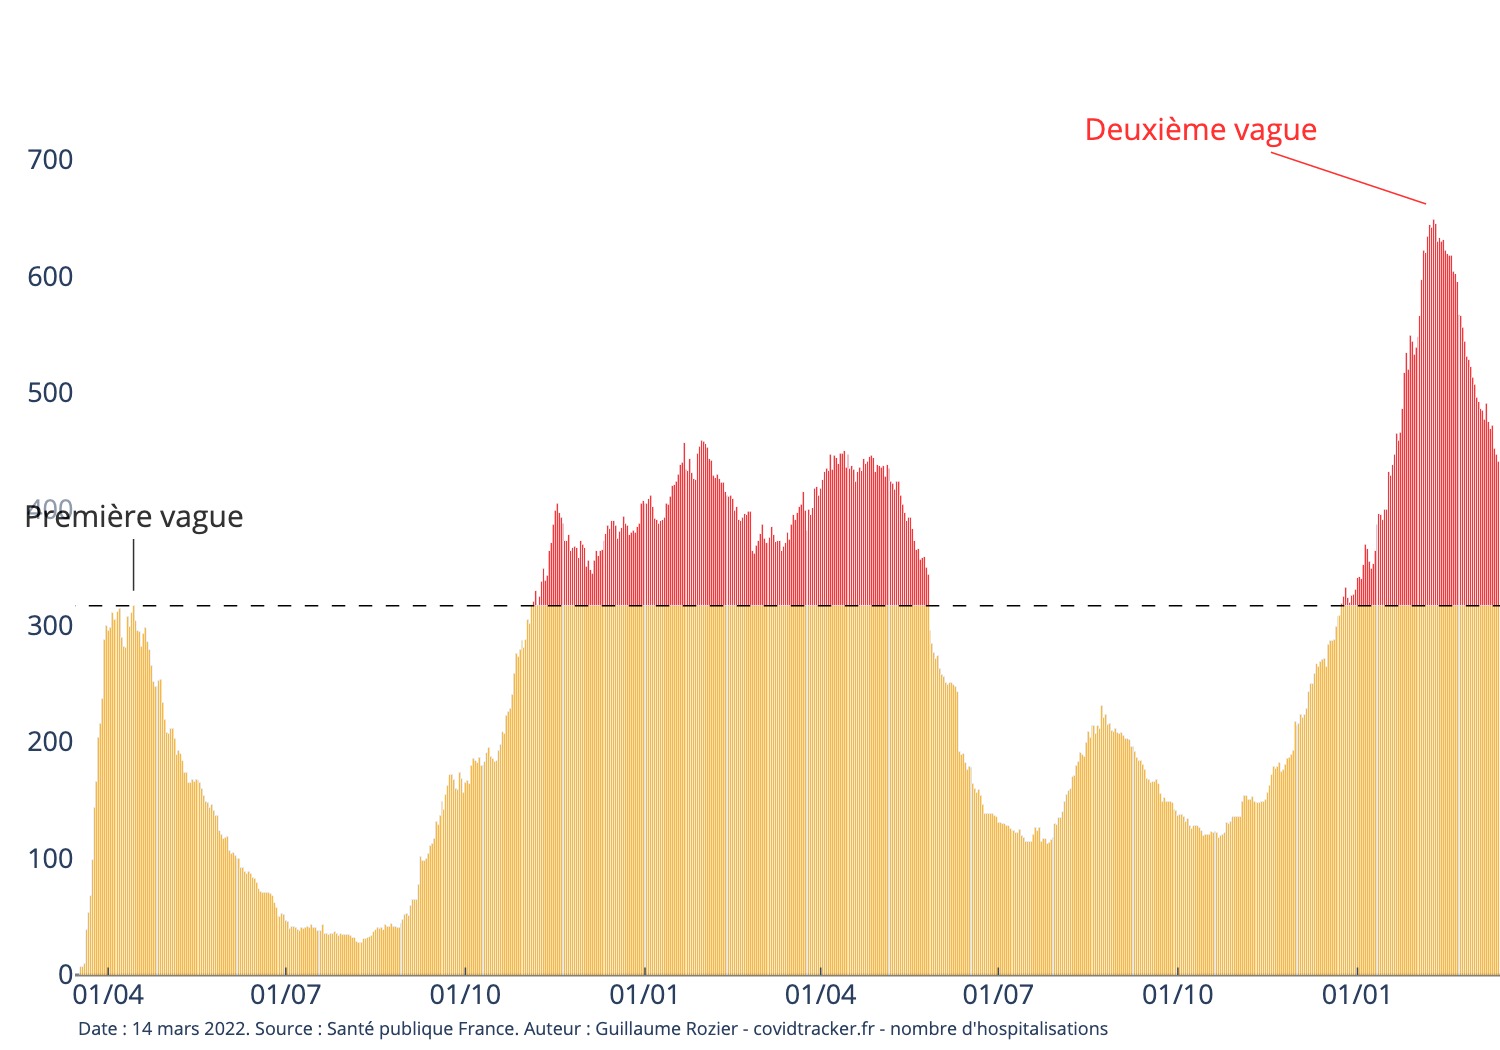 Deuxième vague
700
600
500
400
Première vague
300
200
100
0
01/04 01/07 01/10 01/01 01/04 01/07 01/10 01/01
Date : 14 mars 2022. Source : Santé publique France. Auteur : Guillaume Rozier - covidtracker.fr - nombre d'hospitalisations